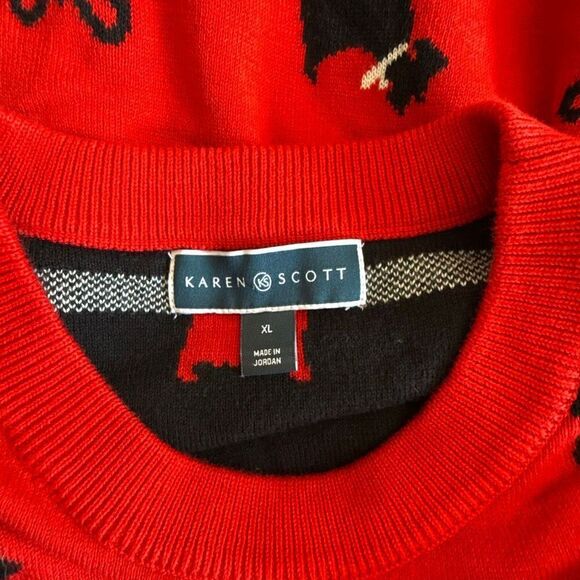 KAREN KS SCOTT
XL
MADE IN
JORDAN